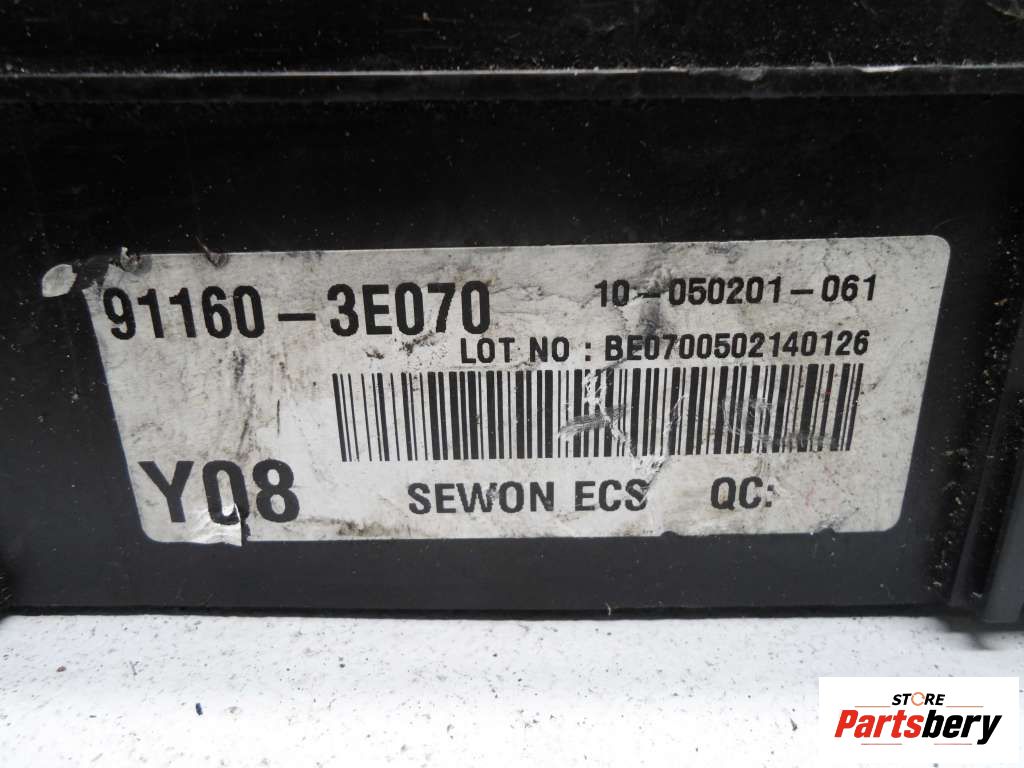 91160-3E070 10-050201-061
LOT NO : BE0700502140126
Y08 SEWON ECS QC:
STORE
Partsbery